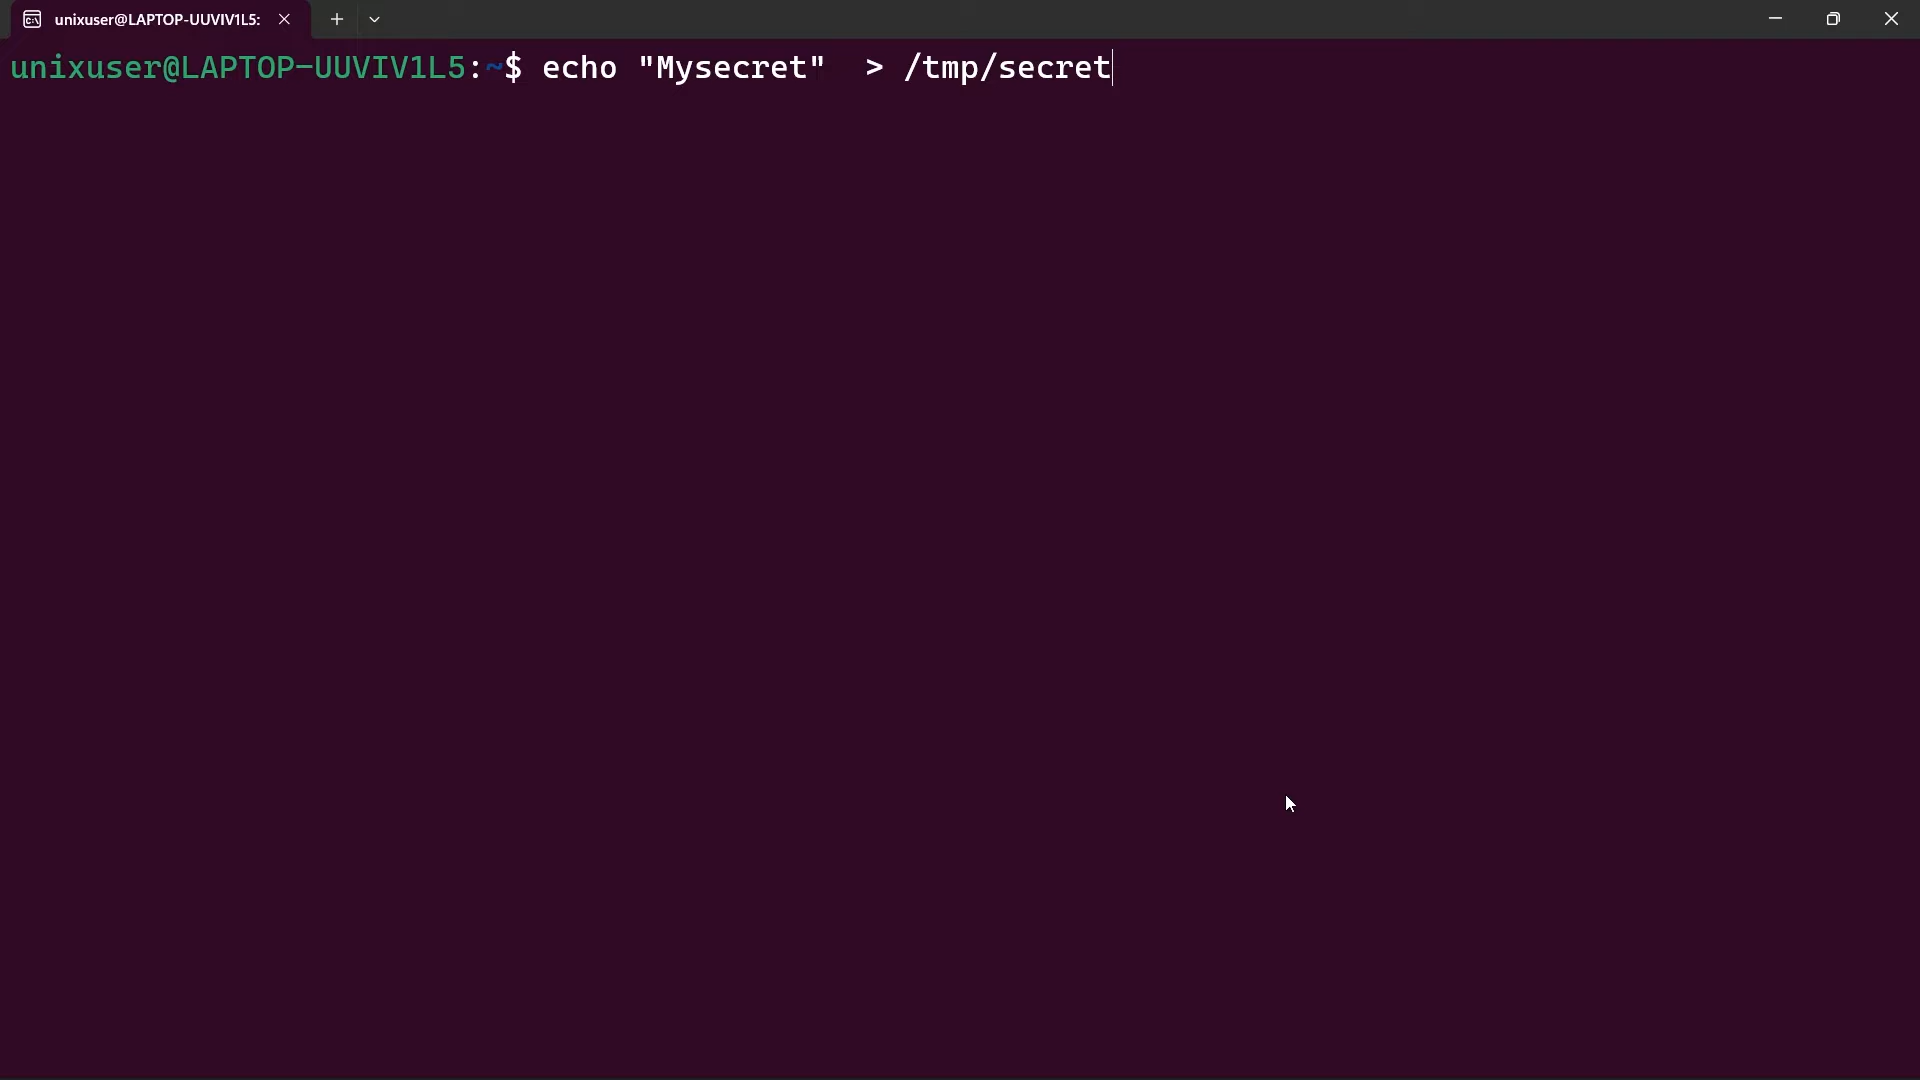 unixuser@LAPTOP-UUVIV1L5:
unixuser@LAPTOP-UUVIV1L5:~$ echo "Mysecret"  > /tmp/secret